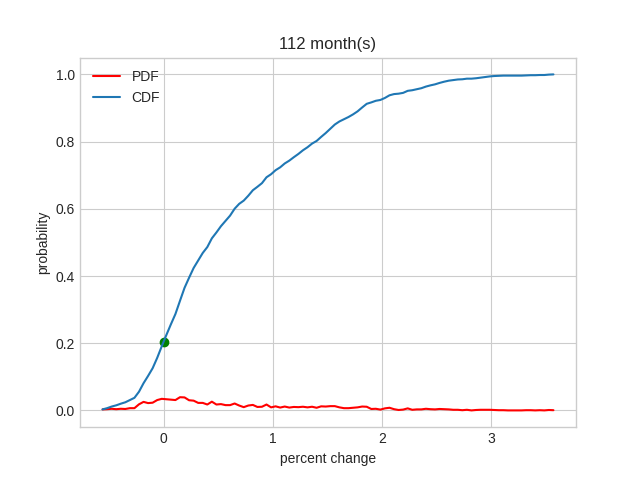 112 month(s)
PDF
CDF
1.0
0.8
0.6
0.4
0.2
0.0
probability
0 1 2 3
percent change